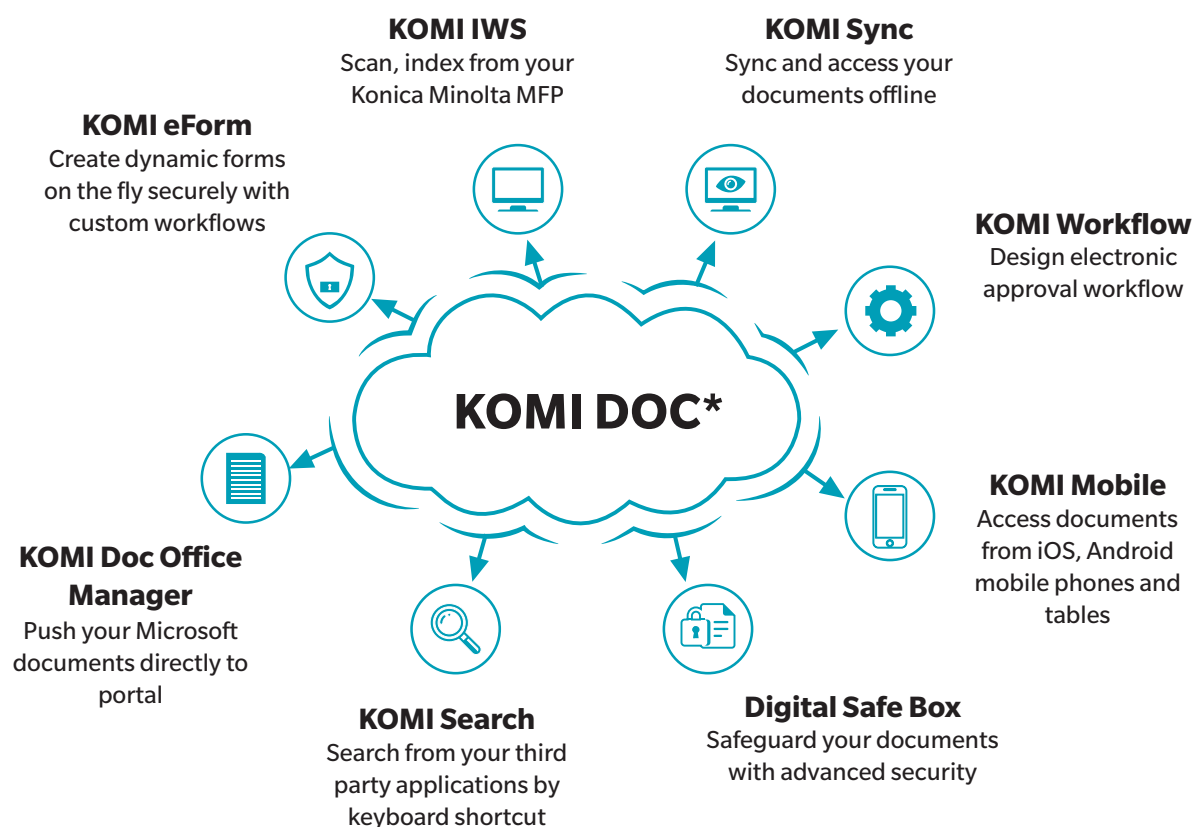 KOMI IWS
Scan, index from your
Konica Minolta MFP
KOMI Sync
Sync and access your
documents offline
KOMI eForm
Create dynamic forms
on the fly securely with
custom workflows
KOMI Workflow
Design electronic
approval workflow
KOMI DOC*
KOMI Mobile
Access documents
from iOS, Android
mobile phones and
tables
KOMI Doc Office
Manager
Push your Microsoft
documents directly to
portal
KOMI Search
Search from your third
party applications by
keyboard shortcut
Digital Safe Box
Safeguard your documents
with advanced security